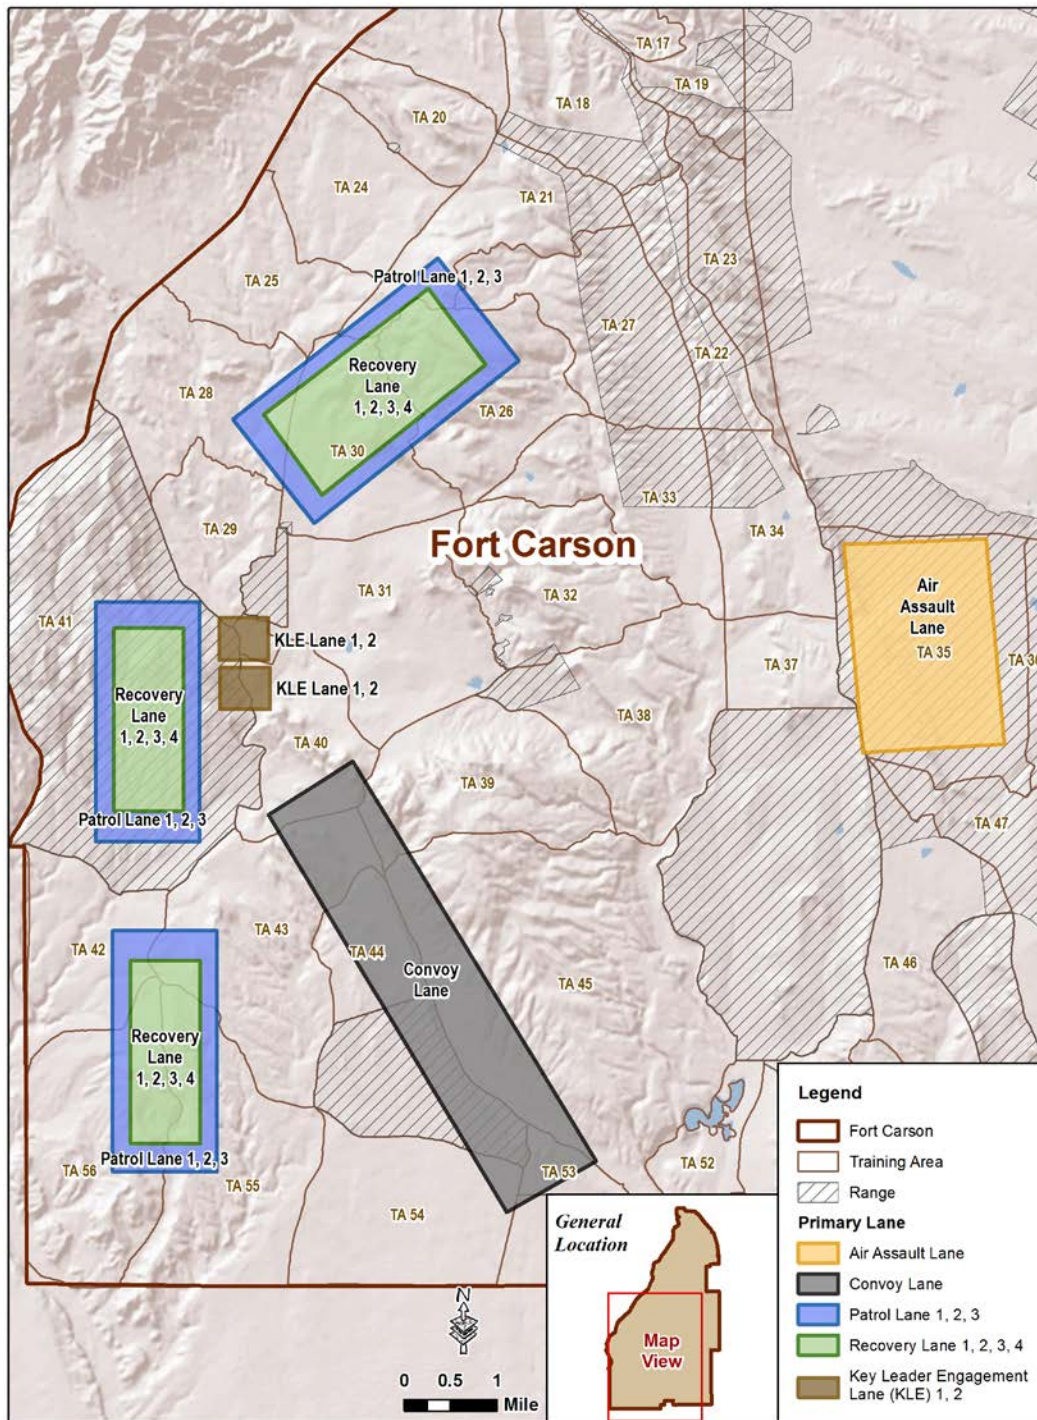 TA 17
TA 19
TA 18
TA 20
TA 24
TA 21
TA 23
TA 25
Patrol Lane 1, 2, 3
TA 27
TA 22
Recovery
Lane
1, 2, 3, 4
TA 28
TA 26
TA 30
TA 33
TA 29
TA 34
Fort Carson
TA 31
TA 32
Air
Assault
Lane
TA 35
TA 41
KLE Lane 1, 2
TA 37
TA 36
KLE Lane 1, 2
Recovery
Lane
1, 2, 3, 4
TA 38
TA 40
TA 39
Patrol Lane 1, 2, 3
TA 47
TA 42
TA 43
TA 44
Convoy
Lane
TA 45
TA 46
Recovery
Lane
1, 2, 3, 4
Patrol Lane 1, 2, 3
TA 56
TA 55
TA 53
TA 52
TA 54
N
0 0.5 1
Mile
General
Location
Map
View
Legend
Fort Carson
Training Area
Range
Primary Lane
Air Assault Lane
Convoy Lane
Patrol Lane 1, 2, 3
Recovery Lane 1, 2, 3, 4
Key Leader Engagement
Lane (KLE) 1, 2